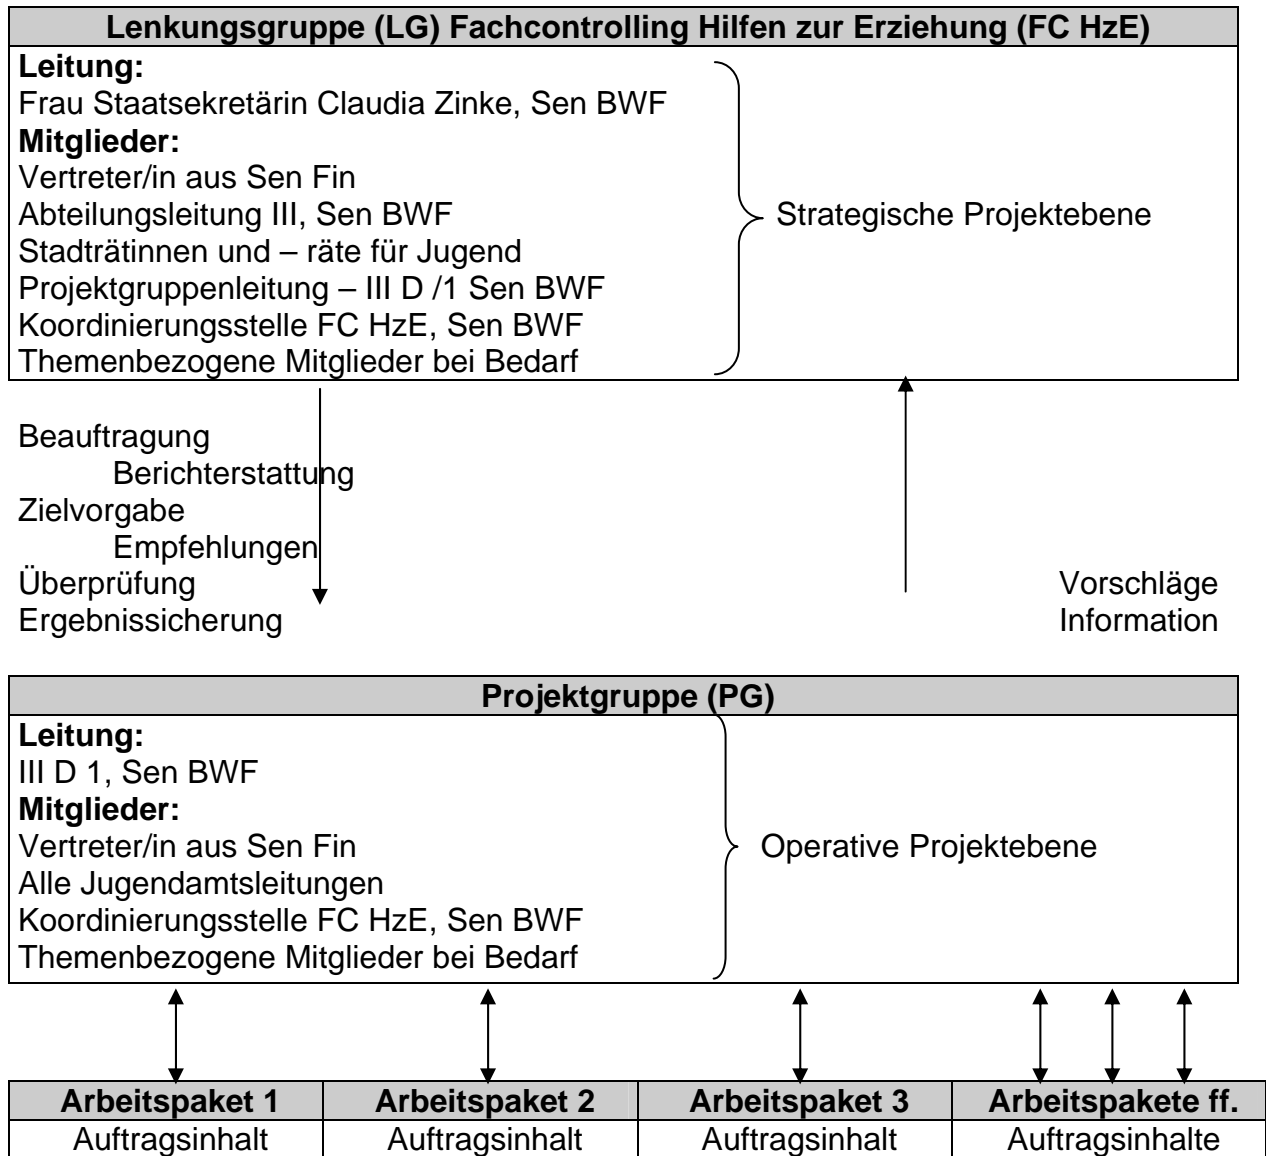 Lenkungsgruppe (LG) Fachcontrolling Hilfen zur Erziehung (FC HzE)
Leitung:
Frau Staatsekretärin Claudia Zinke, Sen BWF
Mitglieder:
Vertreter/in aus Sen Fin
Abteilungsleitung III, Sen BWF
Stadträtinnen und – räte für Jugend
Projektgruppenleitung – III D /1 Sen BWF
Koordinierungsstelle FC HzE, Sen BWF
Themenbezogene Mitglieder bei Bedarf
Strategische Projektebene
Beauftragung
Berichterstattung
Zielvorgabe
Empfehlungen
Überprüfung
Ergebnissicherung
Vorschläge
Information
Projektgruppe (PG)
Leitung:
III D 1, Sen BWF
Mitglieder:
Vertreter/in aus Sen Fin
Alle Jugendamtsleitungen
Koordinierungsstelle FC HzE, Sen BWF
Themenbezogene Mitglieder bei Bedarf
Operative Projektebene
Arbeitspaket 1
Auftragsinhalt
Arbeitspaket 2
Auftragsinhalt
Arbeitspaket 3
Auftragsinhalt
Arbeitspakete ff.
Auftragsinhalte